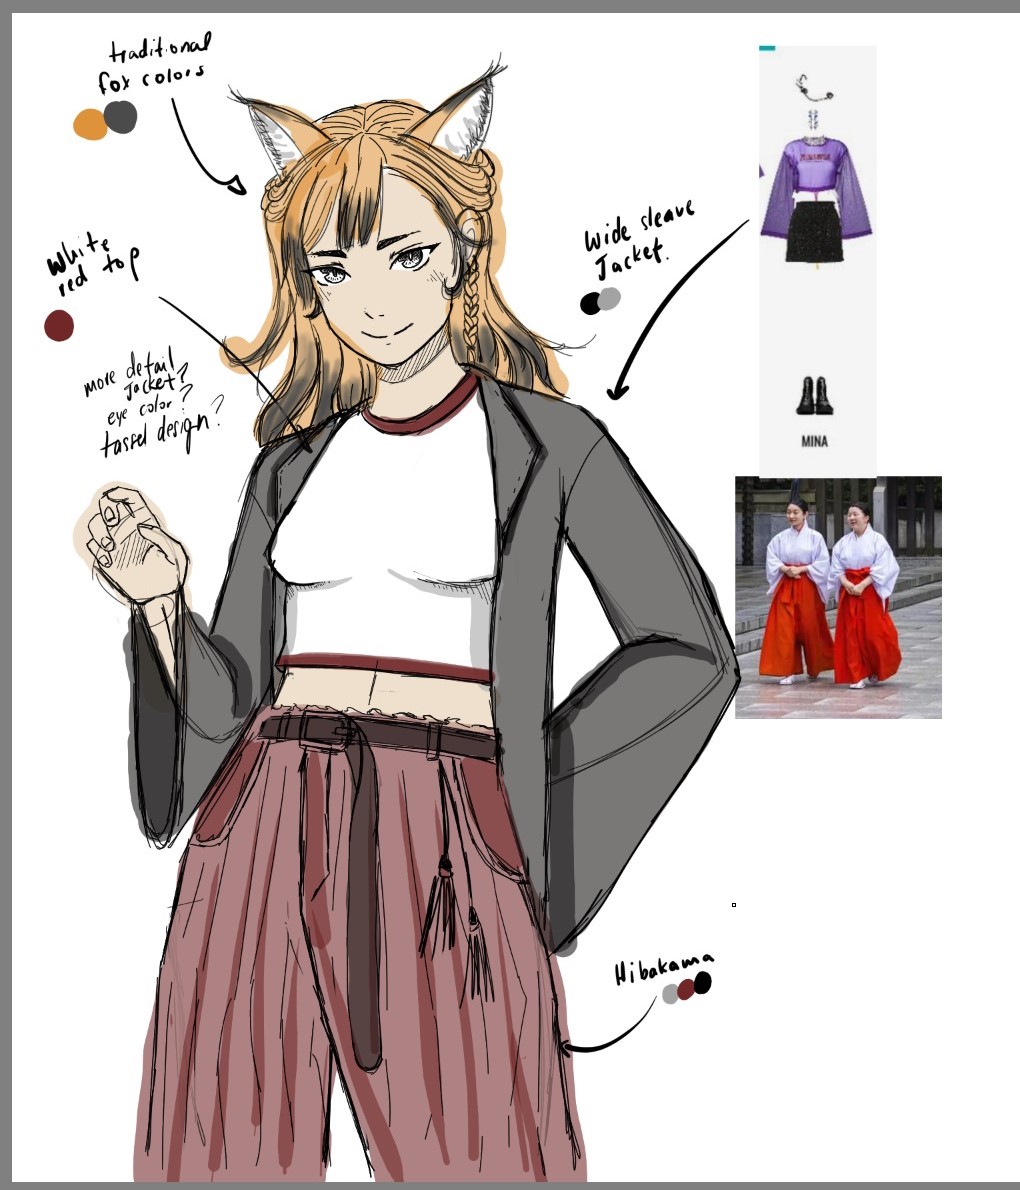 traditional
fox colors
White
red top
more detail
Jacket?
eye color?
tassel design?
Wide sleave
Jacket.
MINA
Hibakama